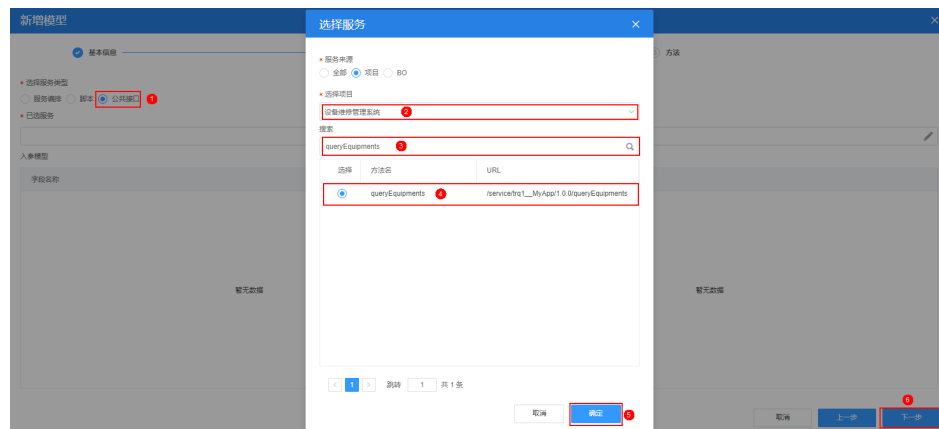 新增模型
选择服务
基本信息
方法
* 选择服务类型
服务编排 脚本 公共接口 1
* 已选服务
入参模型
字段名称
暂无数据
* 服务来源
全部 项目 BO
* 选择项目
设备维修管理系统 2
搜索
queryEquipments 3
选择 方法名 URL
queryEquipments 4 /service/trq1__MyApp/1.0.0/queryEquipments
1 跳转 1 共 1 条
取消 确定 5
暂无数据
6
取消 上一步 下一步